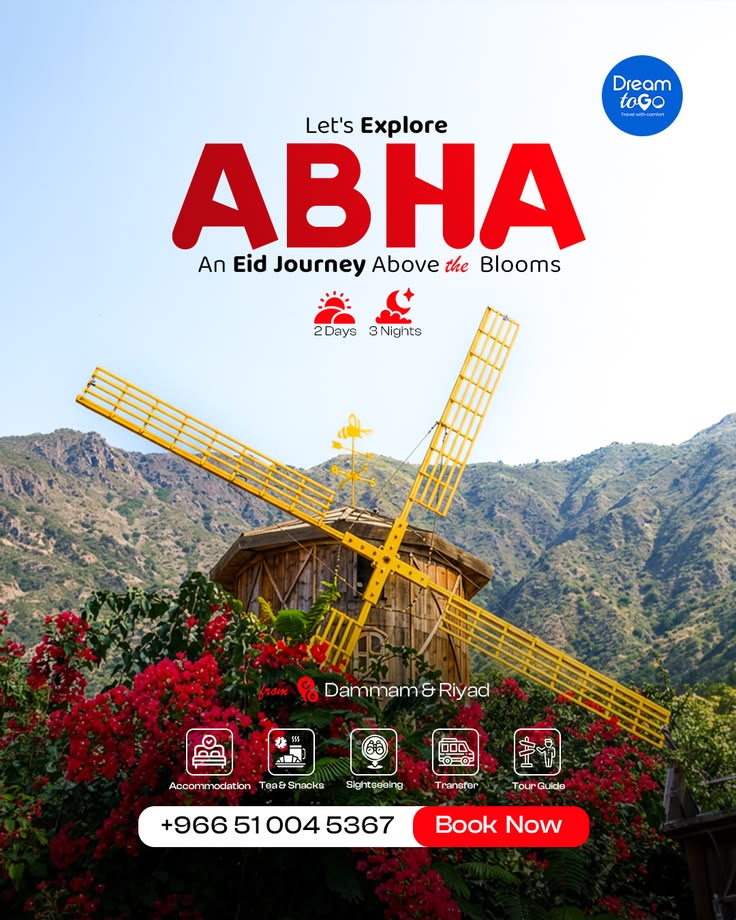 Dream
toGo
Travel with comfort
Let's Explore
ABHA
An Eid Journey Above the Blooms
2 Days 3 Nights
from Dammam & Riyad
Accommodation Tea & Snacks Sightseeing Transfer Tour Guide
+966 51 004 5367 Book Now